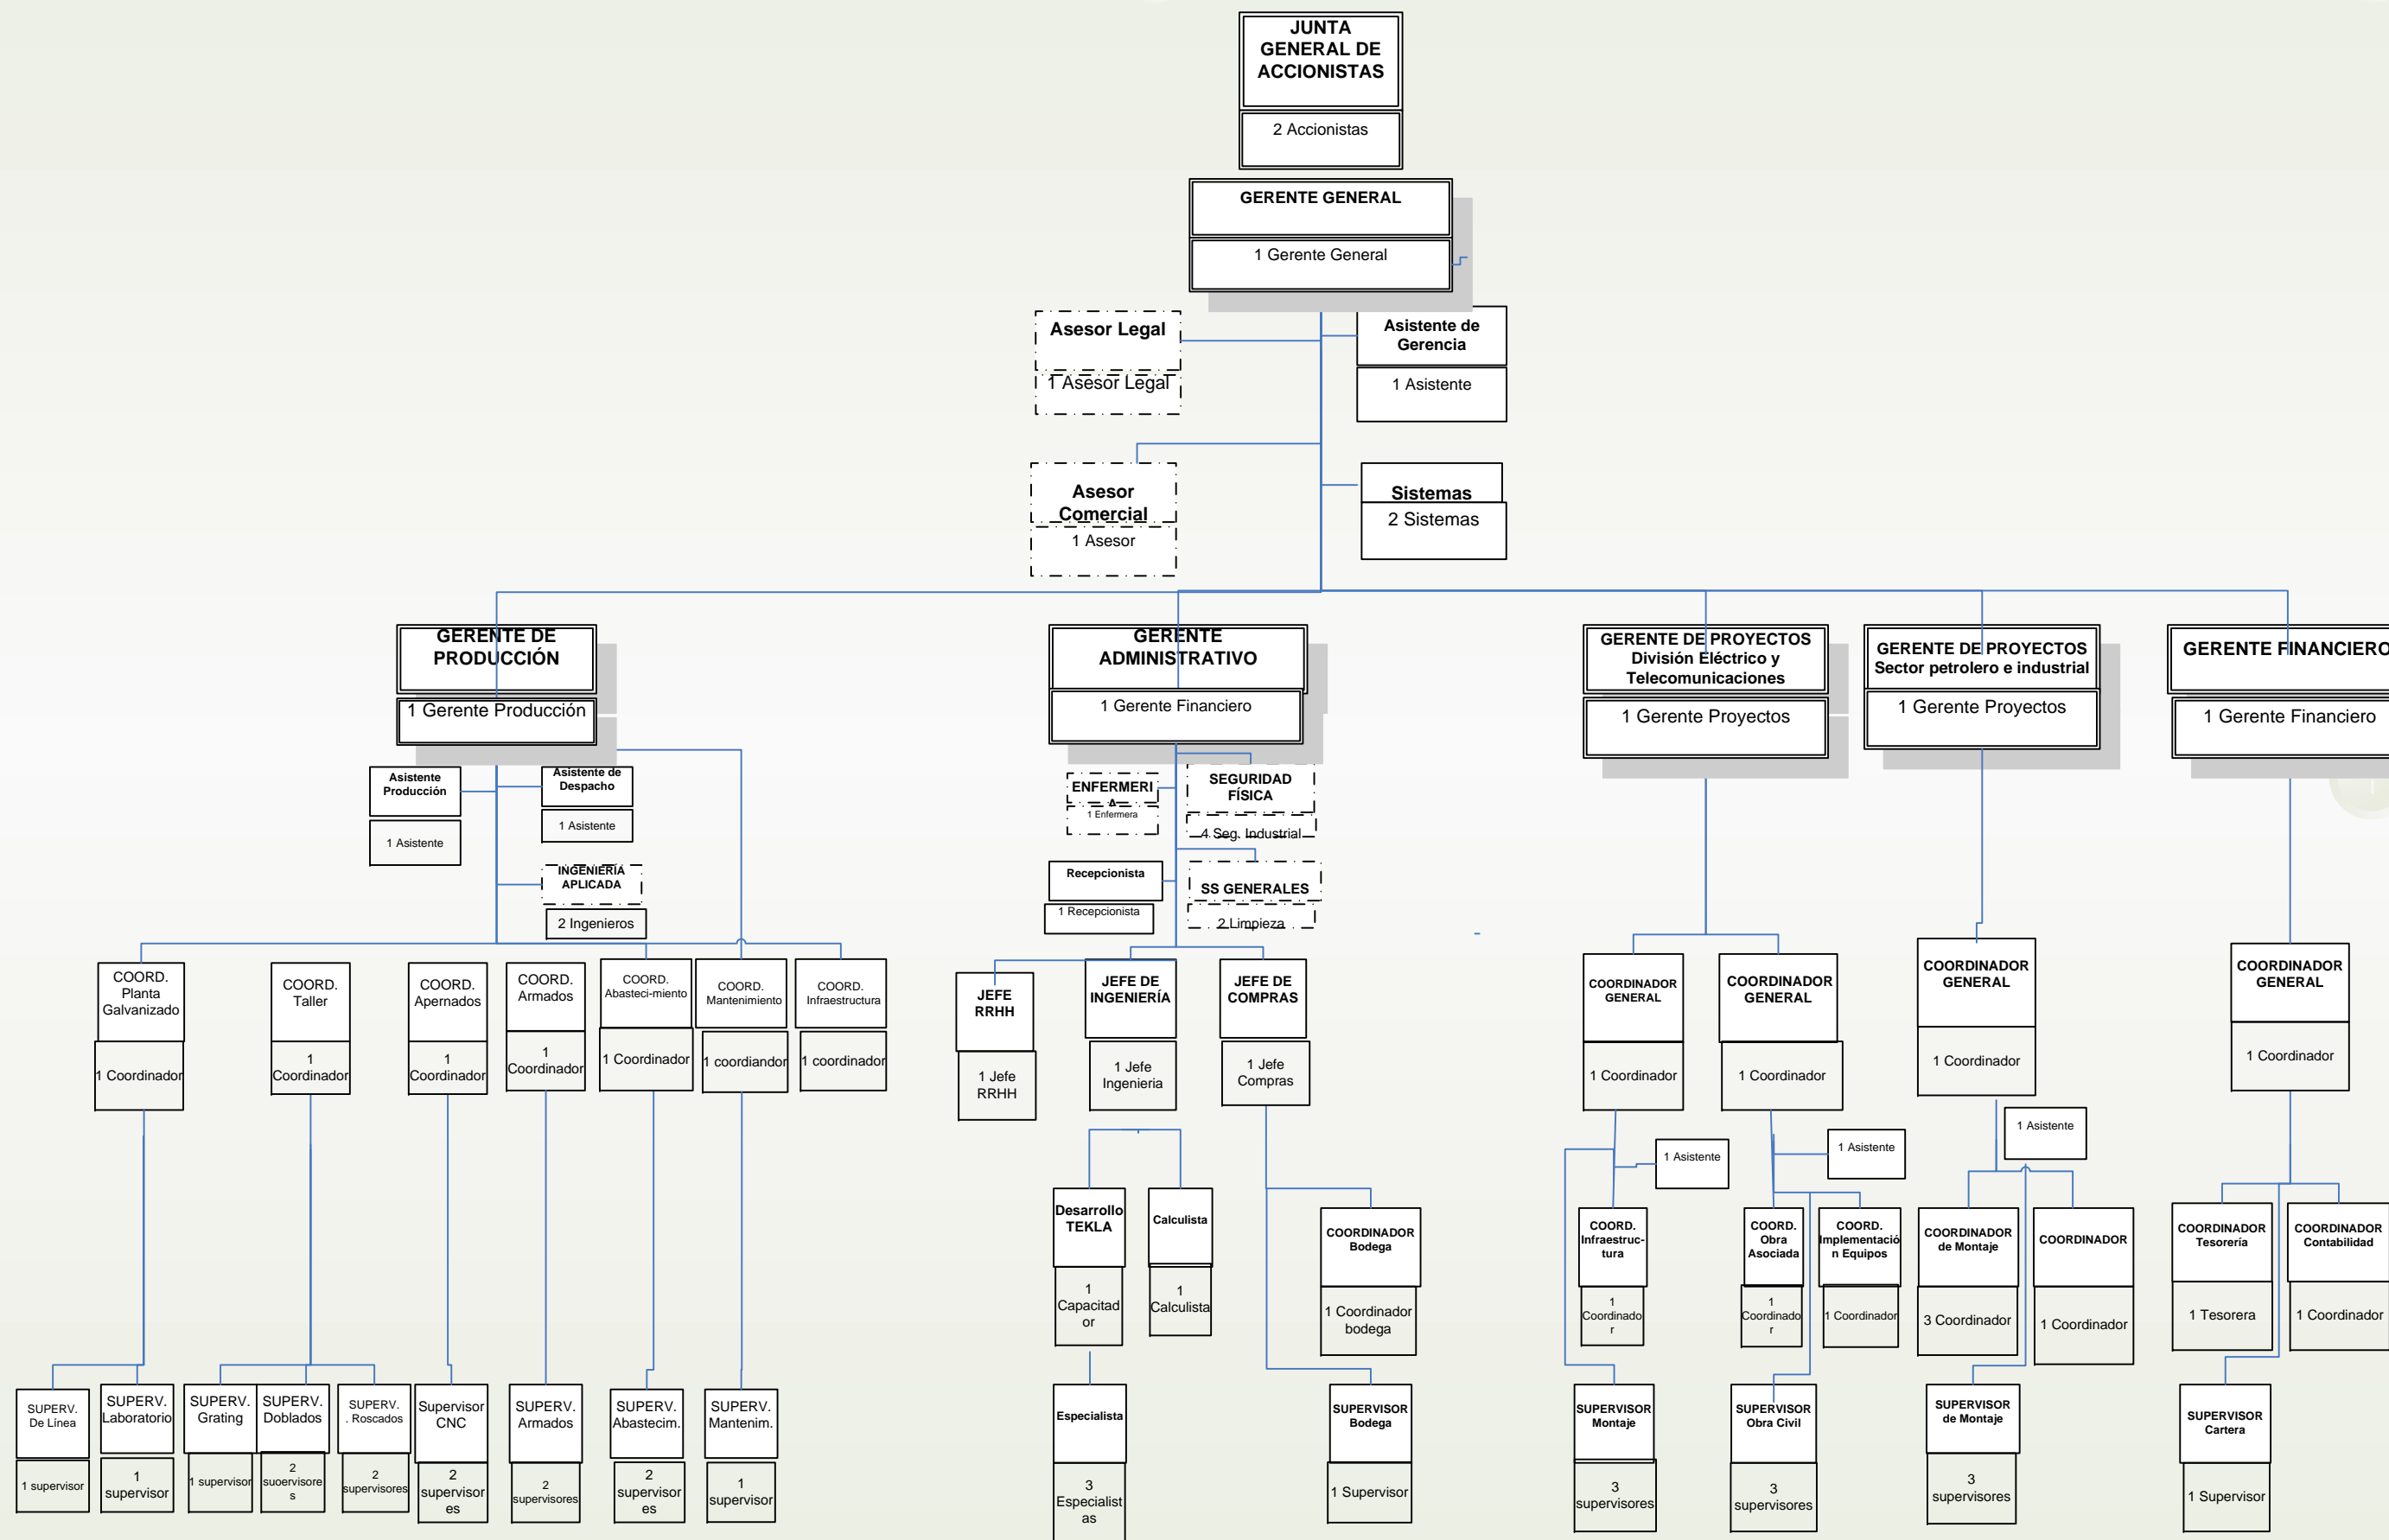 JUNTA
GENERAL DE
ACCIONISTAS
2 Accionistas
GERENTE GENERAL
1 Gerente General
Asesor Legal
1 Asesor Legal
Asistente de
Gerencia
1 Asistente
Asesor
Comercial
1 Asesor
Sistemas
2 Sistemas
GERENTE DE
PRODUCCIÓN
1 Gerente Producción
GERENTE
ADMINISTRATIVO
1 Gerente Financiero
GERENTE DE PROYECTOS
División Eléctrico y
Telecomunicaciones
1 Gerente Proyectos
GERENTE DE PROYECTOS
Sector petrolero e industrial
1 Gerente Proyectos
GERENTE FINANCIERO
1 Gerente Financiero
Asistente
Producción
1 Asistente
Asistente de
Despacho
1 Asistente
INGENIERÍA
APLICADA
2 Ingenieros
ENFERMERI
A
1 Enfermera
SEGURIDAD
FÍSICA
4 Seg. Industrial
Recepcionista
1 Recepcionista
SS GENERALES
2 Limpieza
COORD.
Planta
Galvanizado
1 Coordinador
COORD.
Taller
1
Coordinador
COORD.
Apernados
1
Coordinador
COORD.
Armados
1
Coordinador
COORD.
Abasteci-miento
1 Coordinador
COORD.
Mantenimiento
1 coordiandor
COORD.
Infraestructura
1 coordinador
JEFE
RRHH
1 Jefe
RRHH
JEFE DE
INGENIERÍA
1 Jefe
Ingenieria
JEFE DE
COMPRAS
1 Jefe
Compras
COORDINADOR
GENERAL
1 Coordinador
COORDINADOR
GENERAL
1 Coordinador
COORDINADOR
GENERAL
1 Coordinador
COORDINADOR
GENERAL
1 Coordinador
1 Asistente
1 Asistente
1 Asistente
Desarrollo
TEKLA
1
Capacitad
or
Calculista
1
Calculista
COORDINADOR
Bodega
1 Coordinador
bodega
COORD.
Infraestruc-
tura
1
Coordinado
r
COORD.
Obra
Asociada
1
Coordinado
r
COORD.
Implementació
n Equipos
1 Coordinador
COORDINADOR
de Montaje
3 Coordinador
COORDINADOR
1 Coordinador
COORDINADOR
Tesorería
1 Tesorera
COORDINADOR
Contabilidad
1 Coordinador
SUPERV.
De Línea
1 supervisor
SUPERV.
Laboratorio
1
supervisor
SUPERV.
Grating
1 supervisor
SUPERV.
Doblados
2
suoervisore
s
SUPERV.
. Roscados
2
supervisores
Supervisor
CNC
2
supervisor
es
SUPERV.
Armados
2
supervisores
SUPERV.
Abastecim.
2
supervisor
es
SUPERV.
Mantenim.
1
supervisor
Especialista
3
Especialist
as
SUPERVISOR
Bodega
1 Supervisor
SUPERVISOR
Montaje
3
supervisores
SUPERVISOR
Obra Civil
3
supervisores
SUPERVISOR
de Montaje
3
supervisores
SUPERVISOR
Cartera
1 Supervisor